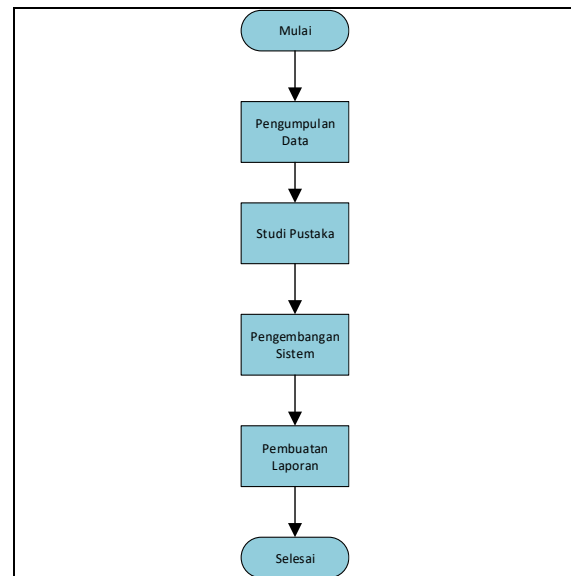 Mulai
Pengumpulan
Data
Studi Pustaka
Pengembangan
Sistem
Pembuatan
Laporan
Selesai